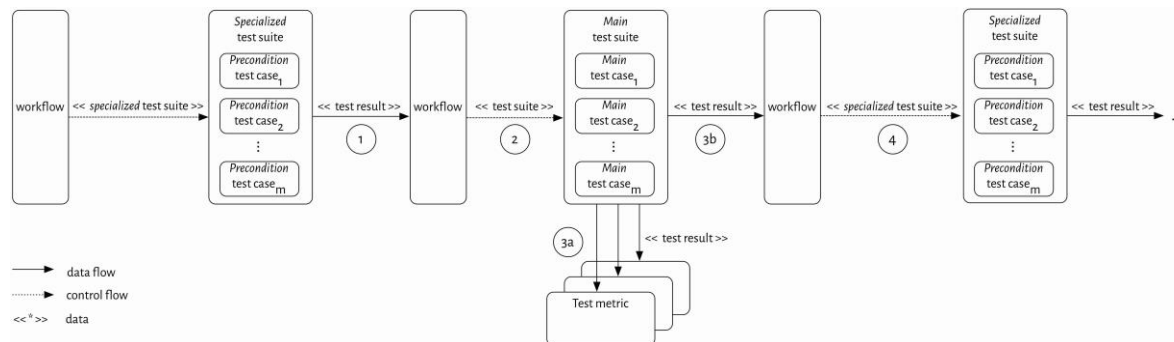 workflow
<< specialized test suite >>
Specialized
test suite
Precondition
test case1
Precondition
test case2
⋮
Precondition
test casem
<< test result >>
1
workflow
<< test suite >>
2
Main
test suite
Main
test case1
Main
test case2
⋮
Main
test casem
<< test result >>
3b
workflow
<< specialized test suite >>
4
Specialized
test suite
Precondition
test case1
Precondition
test case2
⋮
Precondition
test casem
<< test result >>
3a
<< test result >>
Test metric
data flow
control flow
<< * >> data